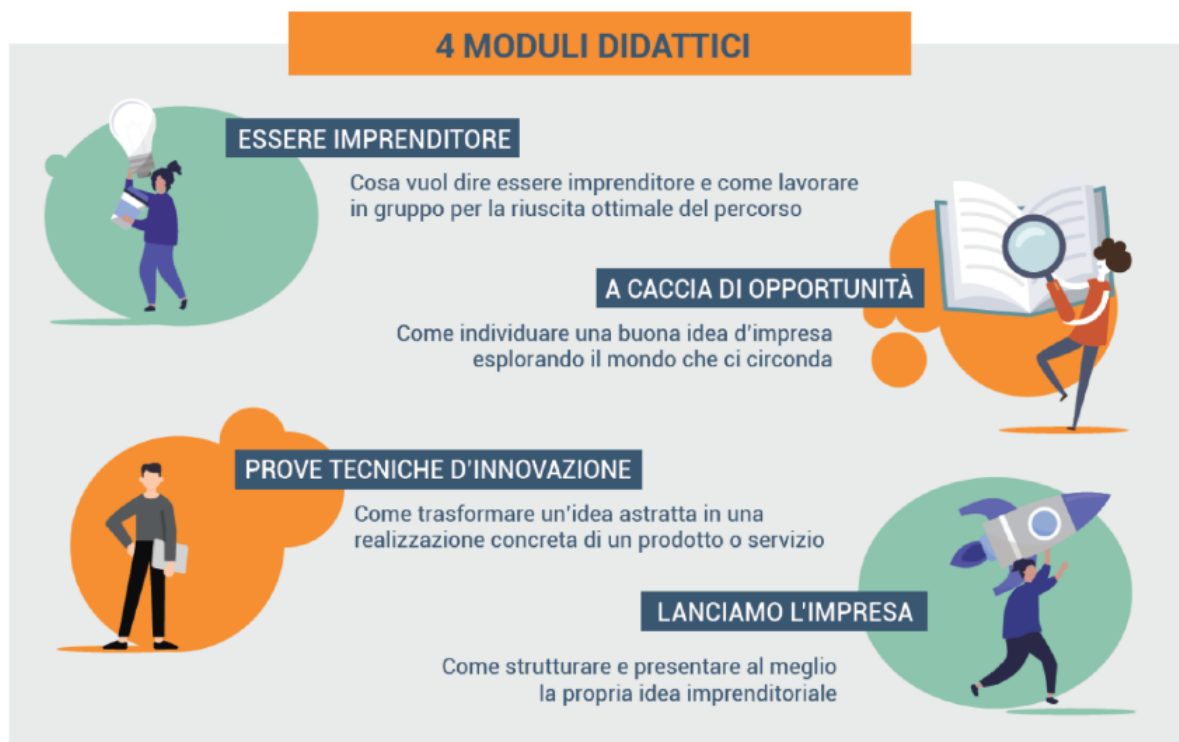 4 MODULI DIDATTICI
ESSERE IMPRENDITORE
Cosa vuol dire essere imprenditore e come lavorare
in gruppo per la riuscita ottimale del percorso
A CACCIA DI OPPORTUNITÀ
Come individuare una buona idea d'impresa
esplorando il mondo che ci circonda
PROVE TECNICHE D'INNOVAZIONE
Come trasformare un'idea astratta in una
realizzazione concreta di un prodotto o servizio
LANCIAMO L'IMPRESA
Come strutturare e presentare al meglio
la propria idea imprenditoriale